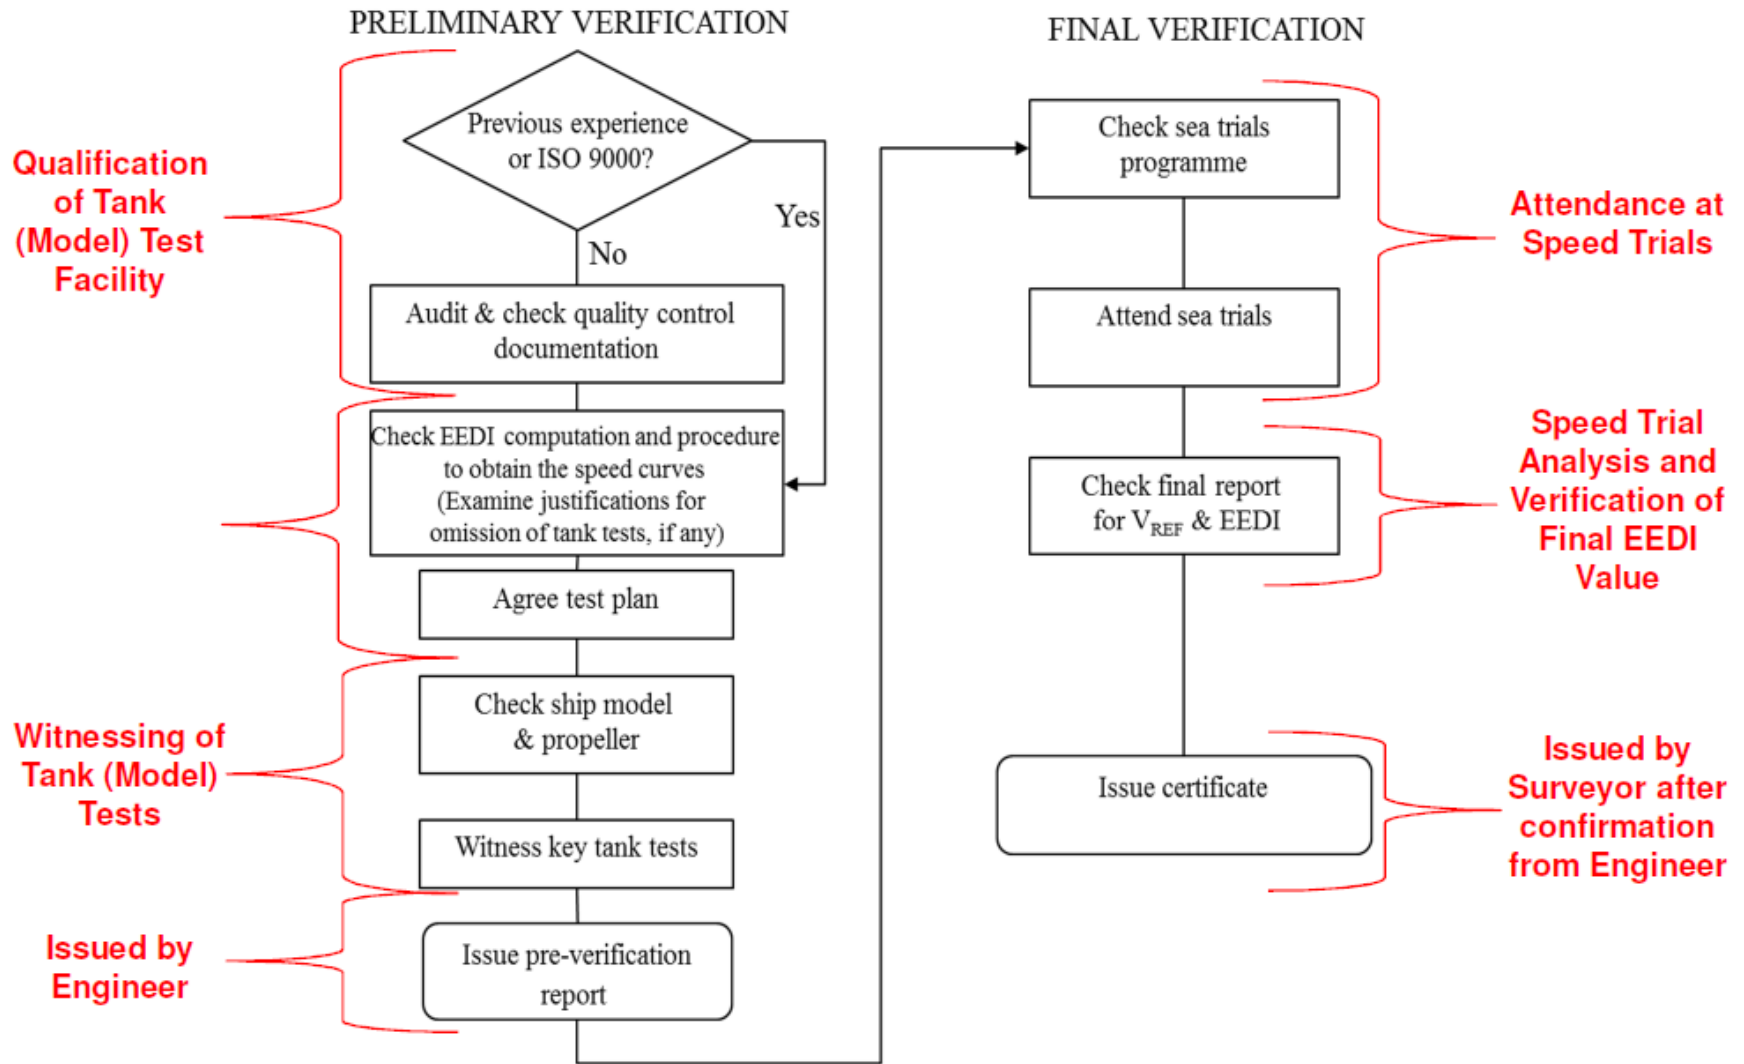 PRELIMINARY VERIFICATION
Previous experience
or ISO 9000?
Yes
No
Audit & check quality control
documentation
Check EEDI computation and procedure
to obtain the speed curves
(Examine justifications for
omission of tank tests, if any)
Agree test plan
Check ship model
& propeller
Witness key tank tests
Issue pre-verification
report
Qualification
of Tank
(Model) Test
Facility
Witnessing of
Tank (Model)
Tests
Issued by
Engineer
FINAL VERIFICATION
Check sea trials
programme
Attend sea trials
Check final report
for VREF & EEDI
Issue certificate
Attendance at
Speed Trials
Speed Trial
Analysis and
Verification of
Final EEDI
Value
Issued by
Surveyor after
confirmation
from Engineer